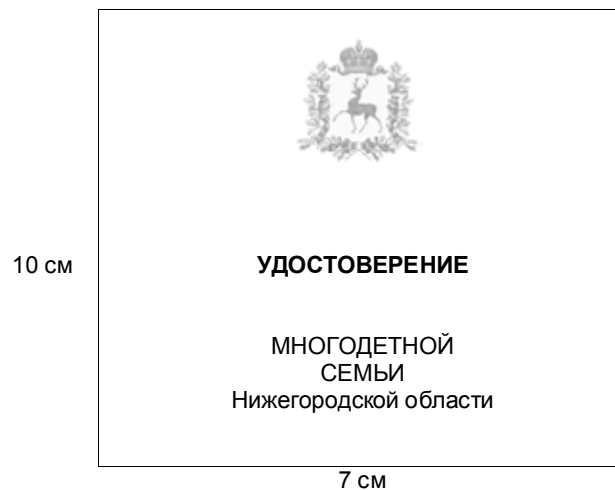 10 см
УДОСТОВЕРЕНИЕ
МНОГОДЕТНОЙ
СЕМЬИ
Нижегородской области
7 см